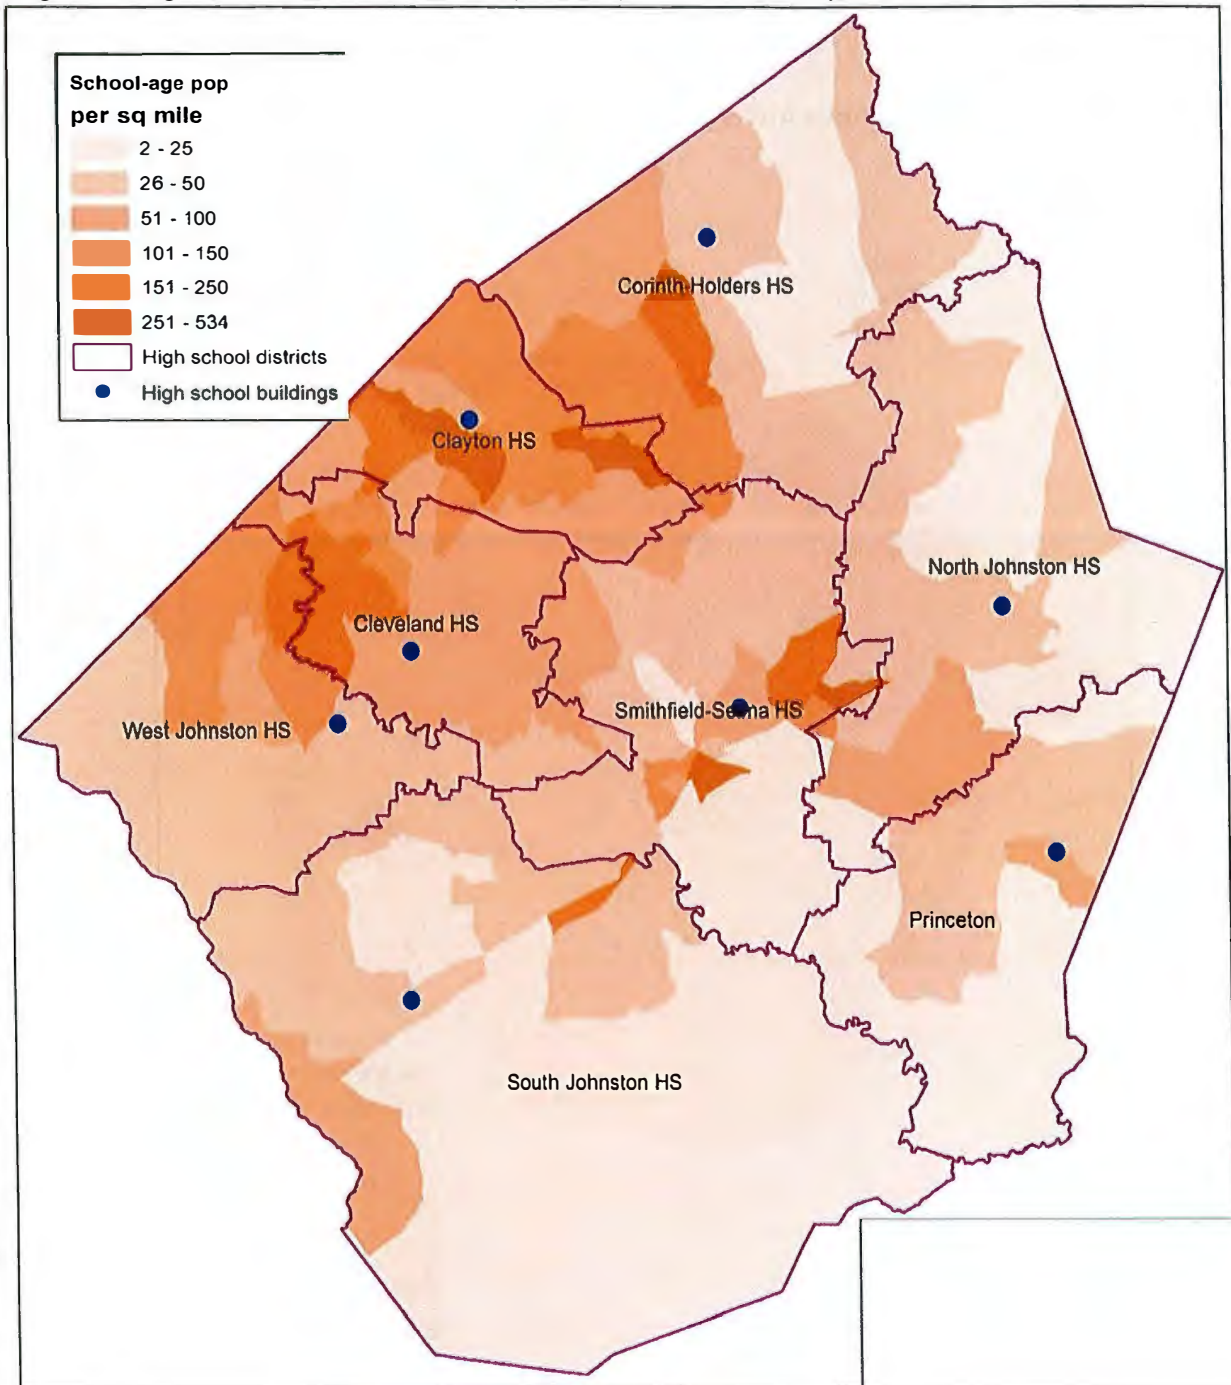 School-age pop
per sq mile
2 - 25
26 - 50
51 - 100
101 - 150
151 - 250
251 - 534
High school districts
High school buildings
Corinth-Holders HS
Clayton HS
North Johnston HS
Cleveland HS
Smithfield-Selma HS
West Johnston HS
Princeton
South Johnston HS